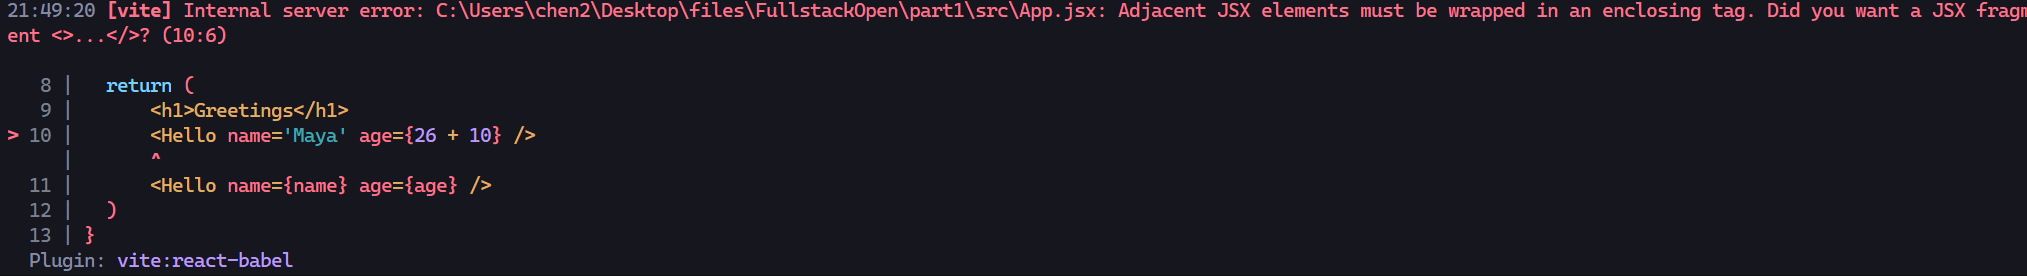 21:49:20 [vite] Internal server error: C:\Users\chen2\Desktop\files\FullstackOpen\part1\src\App.jsx: Adjacent JSX elements must be wrapped in an enclosing tag. Did you want a JSX fragm
ent <>...</>? (10:6)
8 |   return (
9 |       <h1>Greetings</h1>
> 10 |       <Hello name='Maya' age={26 + 10} />
|       ^
11 |       <Hello name={name} age={age} />
12 |   )
13 | }
Plugin: vite:react-babel